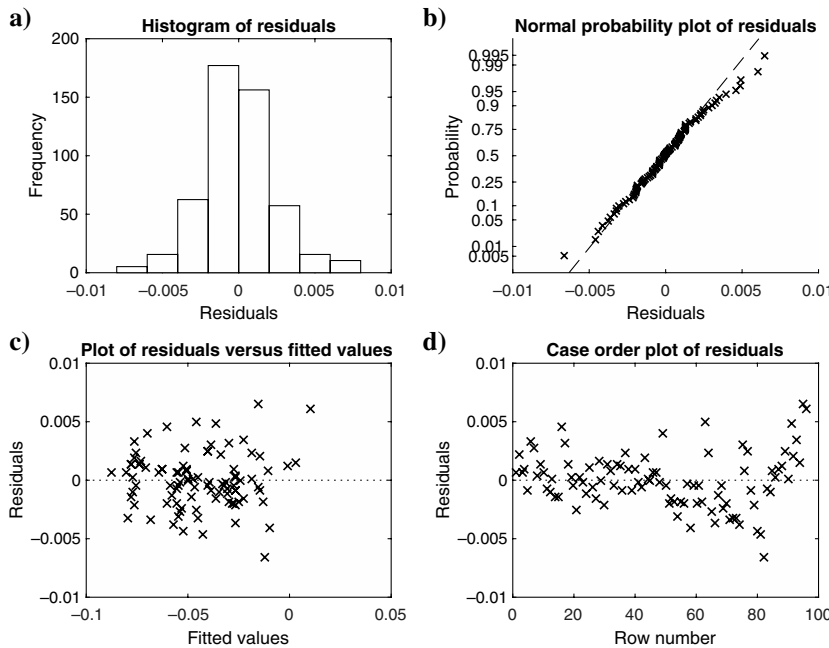 a)
Histogram of residuals
200
150
100
50
0
Frequency
−0.01
−0.005
0
0.005
0.01
Residuals
b)
Normal probability plot of residuals
0.995
0.99
0.95
0.9
0.75
0.5
0.25
0.1
0.05
0.01
0.005
Probability
−0.01
−0.005
0
0.005
0.01
Residuals
c)
Plot of residuals versus fitted values
0.01
0.005
0
−0.005
−0.01
Residuals
−0.1
−0.05
0
0.05
Fitted values
d)
Case order plot of residuals
0.01
0.005
0
−0.005
−0.01
Residuals
0
20
40
60
80
100
Row number